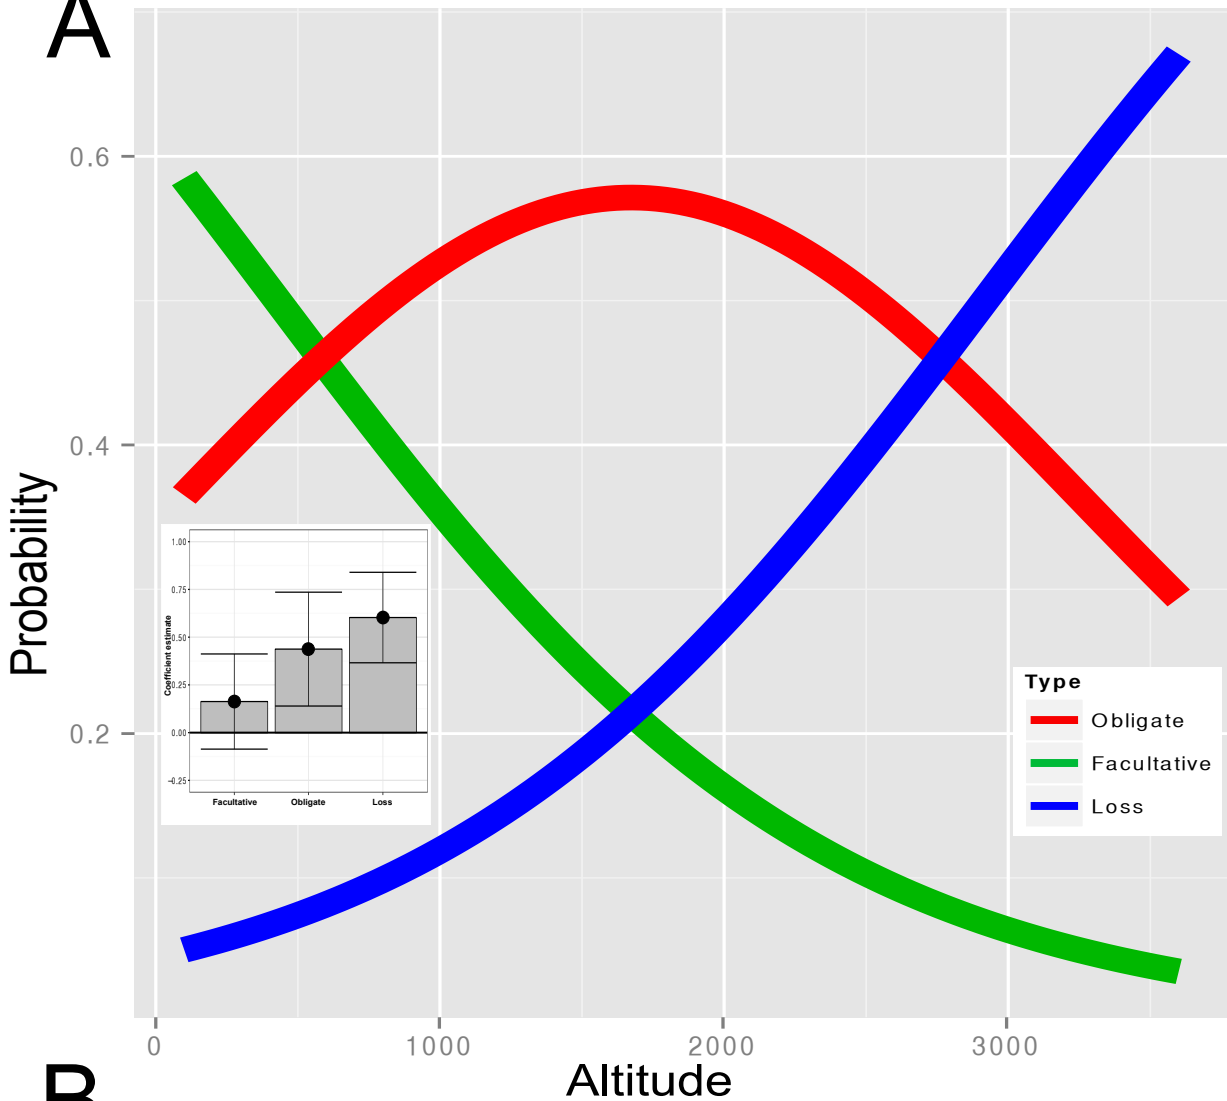 A
0.6
0.4
0.2
Probability
1.00
0.75
0.50
0.25
0.00
−0.25
Coefficient estimate
Facultative Obligate Loss
Type
Obligate
Facultative
Loss
0 1000 2000 3000
Altitude
B